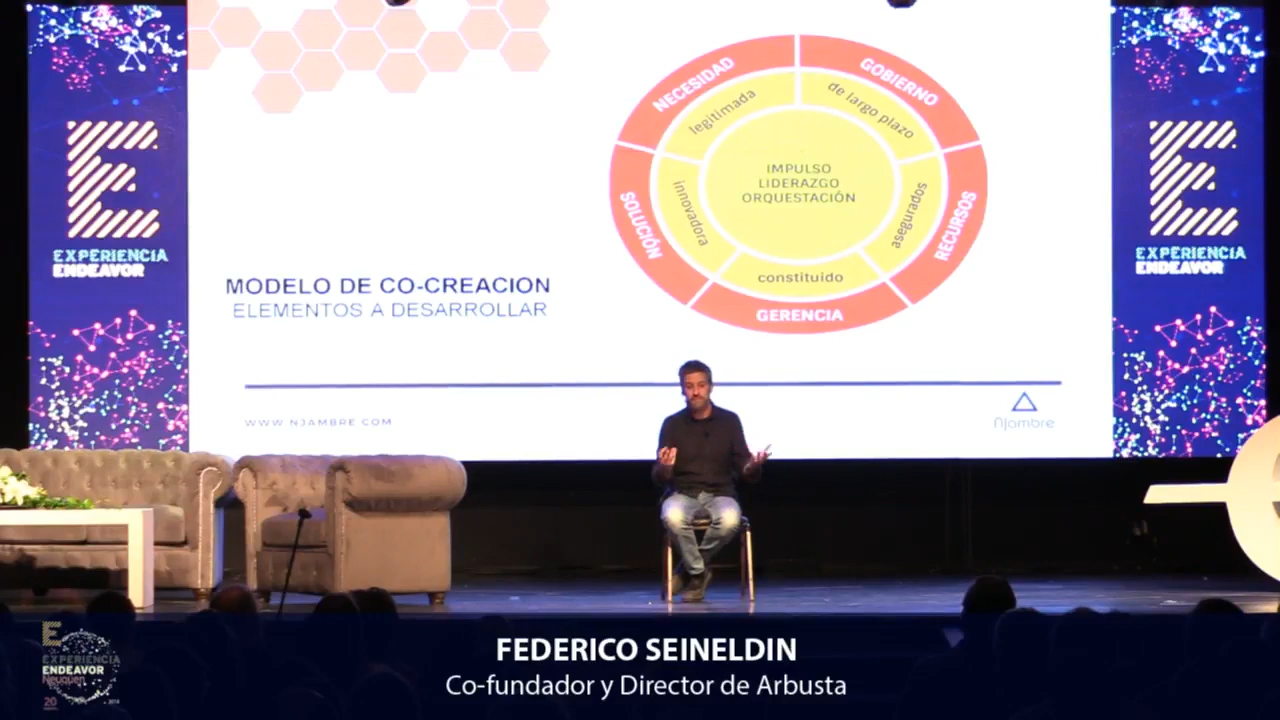 E
EXPERIENCIA
ENDEAVOR
NECESIDAD
legitimada
GOBIERNO
de largo plazo
SOLUCIÓN
innovadora
IMPULSO
LIDERAZGO
ORQUESTACIÓN
asegurados
RECURSOS
constituido
GERENCIA
MODELO DE CO-CREACION
ELEMENTOS A DESARROLLAR
WWW NJAMBRE COM
Njambre
E
EXPERIENCIA
ENDEAVOR
E
EXPERIENCIA
ENDEAVOR
Neuquén
20
FEDERICO SEINELDIN
Co-fundador y Director de Arbusta